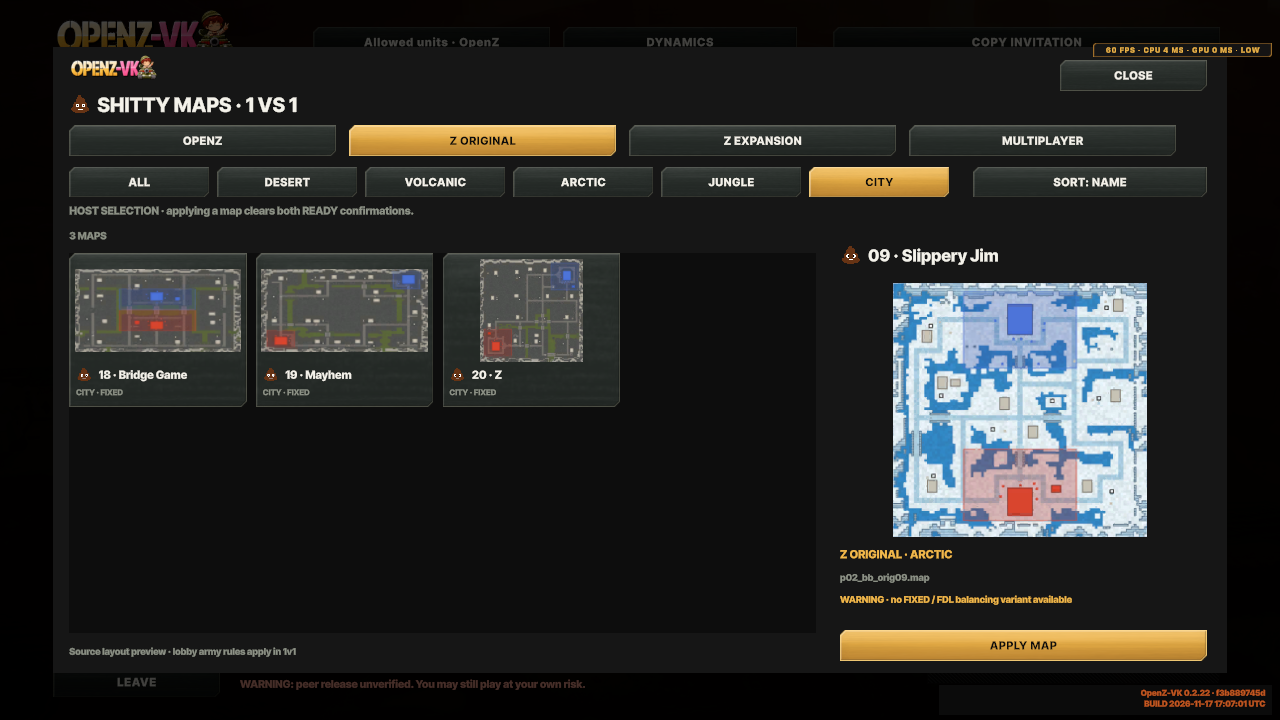 OPENZ-VK
Allowed units · OpenZ
DYNAMICS
COPY INVITATION
60 FPS · CPU 4 MS · GPU 0 MS · LOW
OPENZ-VK
CLOSE
SHITTY MAPS · 1 VS 1
OPENZ
Z ORIGINAL
Z EXPANSION
MULTIPLAYER
ALL
DESERT
VOLCANIC
ARCTIC
JUNGLE
CITY
SORT: NAME
HOST SELECTION · applying a map clears both READY confirmations.
3 MAPS
18 · Bridge Game
CITY · FIXED
19 · Mayhem
CITY · FIXED
20 · Z
CITY · FIXED
09 · Slippery Jim
Z ORIGINAL · ARCTIC
p02_bb_orig09.map
WARNING · no FIXED / FDL balancing variant available
APPLY MAP
Source layout preview · lobby army rules apply in 1v1
LEAVE
WARNING: peer release unverified. You may still play at your own risk.
OpenZ-VK 0.2.22 · f3b889745d
BUILD 2026-11-17 17:07:01 UTC